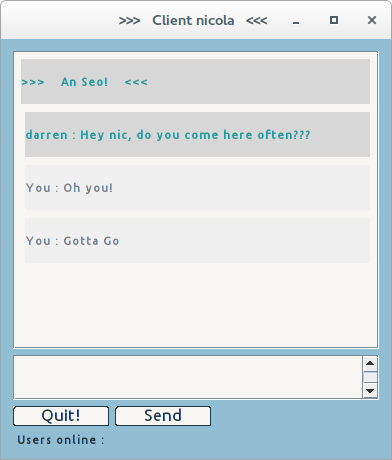 >>> Client nicola <<<
>>> An Seo! <<<
darren : Hey nic, do you come here often???
You : Oh you!
You : Gotta Go
Quit! Send
Users online :